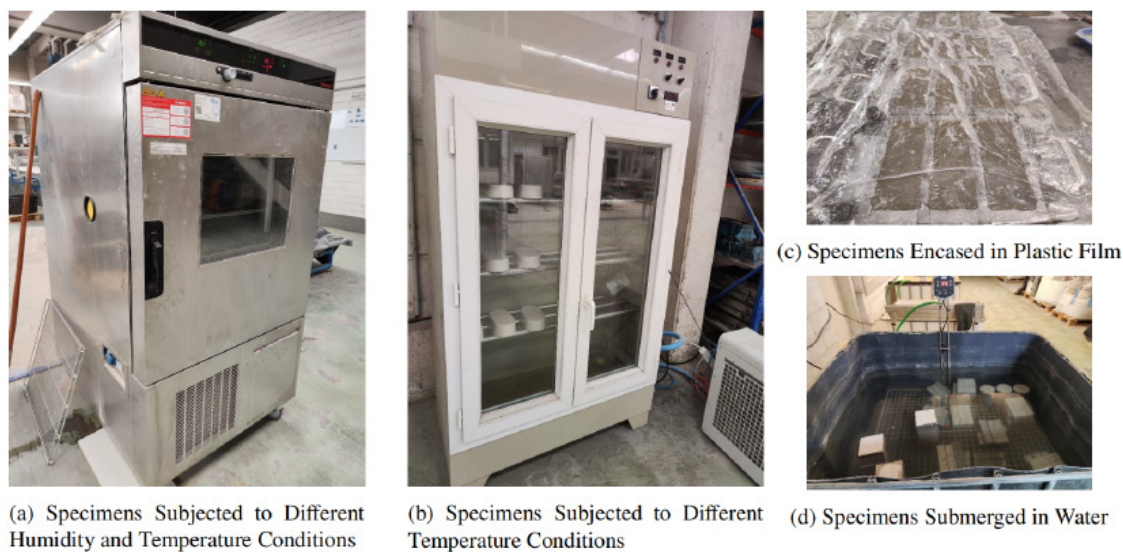 (a) Specimens Subjected to Different
Humidity and Temperature Conditions
(b) Specimens Subjected to Different
Temperature Conditions
(c) Specimens Encased in Plastic Film
(d) Specimens Submerged in Water